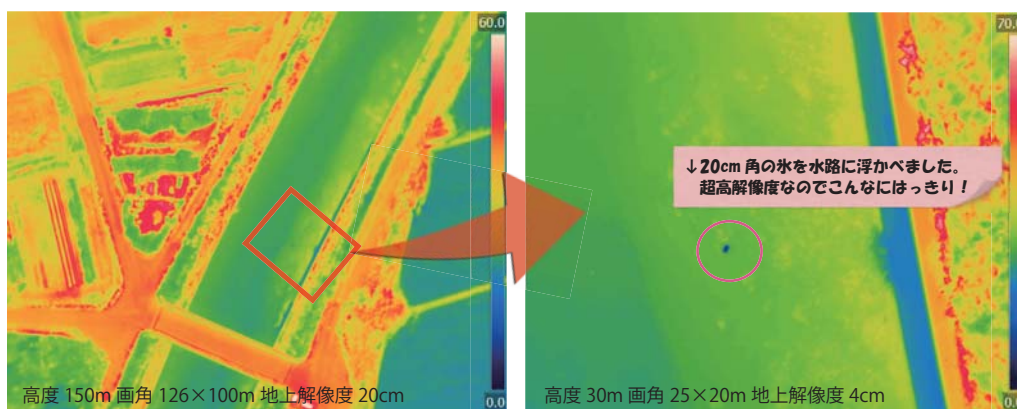 60.0
0.0
高度 150m 画角 126×100m 地上解像度 20cm
70.0
↓20cm 角の氷を水路に浮かべました。
超高解像度なのでこんなにはっきり！
0.0
高度 30m 画角 25×20m 地上解像度 4cm